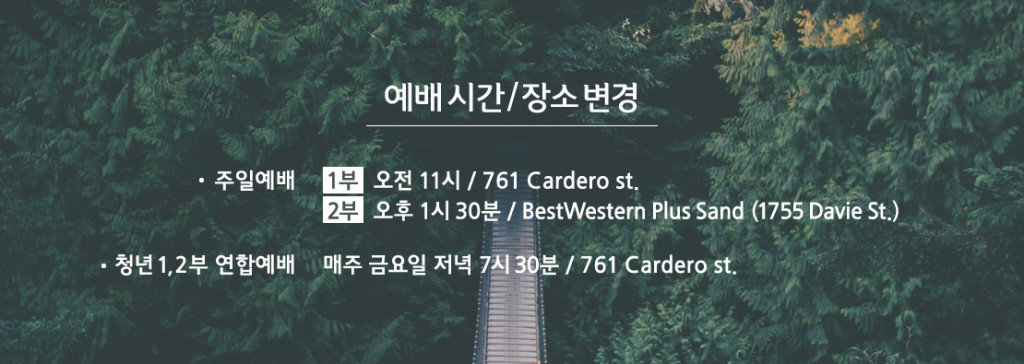 예배 시간/장소 변경
• 주일예배 1부 오전 11시 / 761 Cardero st.
2부 오후 1시 30분 / BestWestern Plus Sand (1755 Davie St.)
• 청년 1,2부 연합예배 매주 금요일 저녁 7시 30분 / 761 Cardero st.